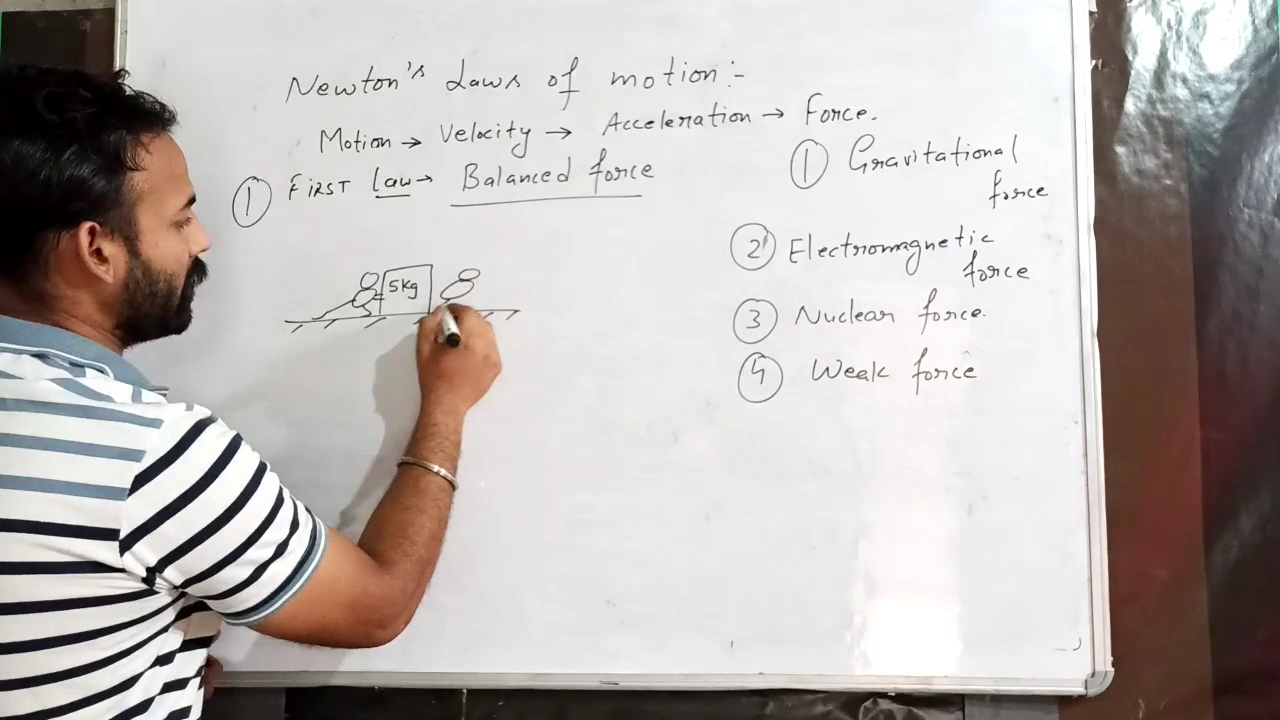 Newton's Laws of motion :-
Motion → Velocity → Acceleration → Force.
① FIRST law → Balanced force
5kg
① Gravitational
force
② Electromagnetic
force
③ Nuclear force.
④ Weak force